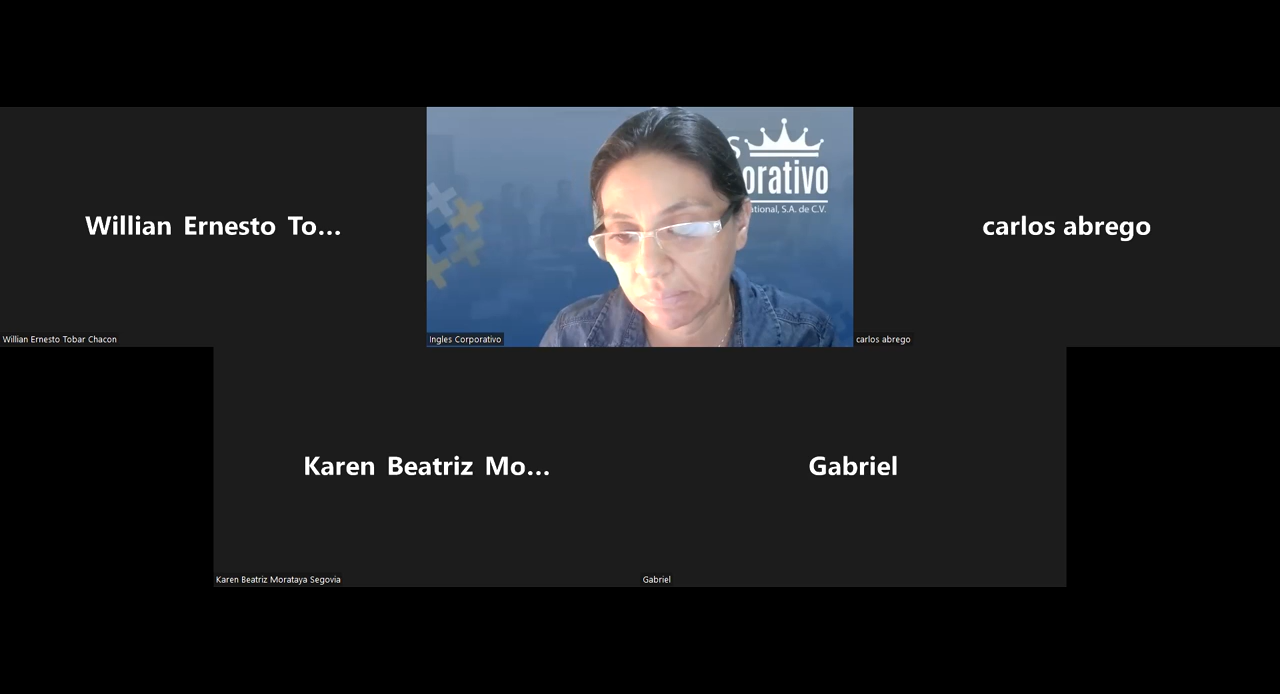 Willian Ernesto To...
s
orativo
ational, S.A. de C.V.
carlos abrego
Willian Ernesto Tobar Chacon
Ingles Corporativo
carlos abrego
Karen Beatriz Mo...
Gabriel
Karen Beatriz Morataya Segovia
Gabriel